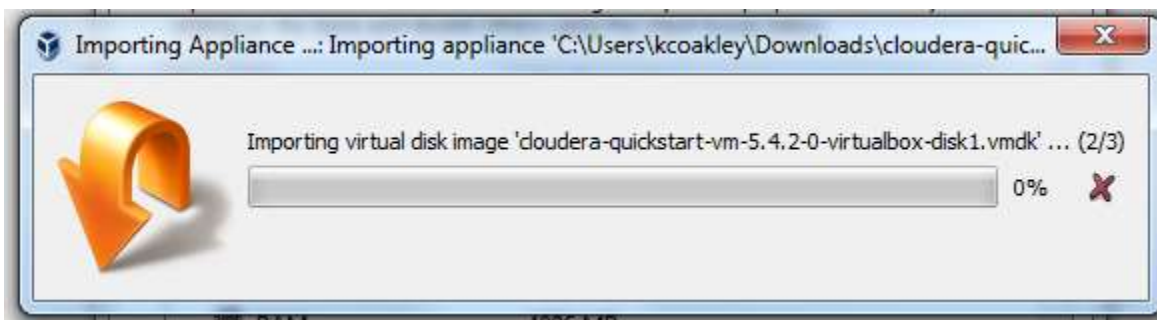 Importing Appliance ...: Importing appliance 'C:\Users\kcoakley\Downloads\cloudera-quic...
Importing virtual disk image 'cloudera-quickstart-vm-5.4.2-0-virtualbox-disk1.vmdk' ... (2/3)
0%